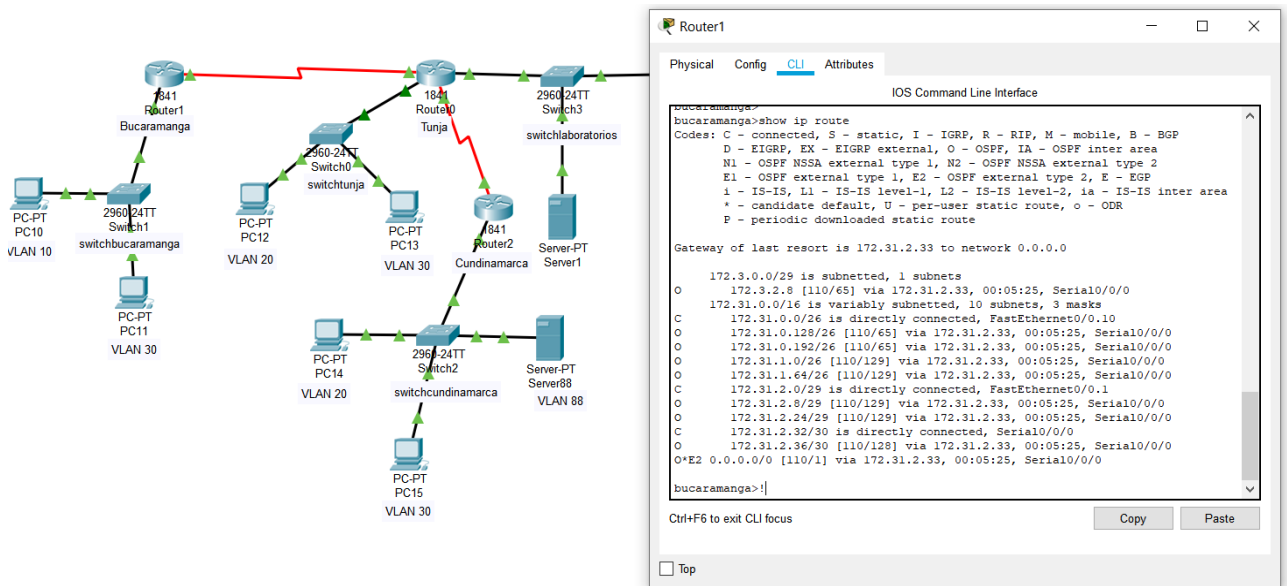 1841
Router1
Bucaramanga
1841
Router0
Tunja
2960-24TT
Switch3
switchlaboratorios
2960-24TT
Switch0
switchtunja
PC-PT
PC10
VLAN 10
2960-24TT
Switch1
switchbucaramanga
PC-PT
PC12
VLAN 20
PC-PT
PC13
VLAN 30
1841
Router2
Cundinamarca
Server-PT
Server1
PC-PT
PC11
VLAN 30
PC-PT
PC14
VLAN 20
2960-24TT
Switch2
switchcundinamarca
Server-PT
Server88
VLAN 88
PC-PT
PC15
VLAN 30
Router1
Physical Config CLI Attributes
IOS Command Line Interface
bucaramanga>
bucaramanga>show ip route
Codes: C - connected, S - static, I - IGRP, R - RIP, M - mobile, B - BGP
D - EIGRP, EX - EIGRP external, O - OSPF, IA - OSPF inter area
N1 - OSPF NSSA external type 1, N2 - OSPF NSSA external type 2
E1 - OSPF external type 1, E2 - OSPF external type 2, E - EGP
i - IS-IS, L1 - IS-IS level-1, L2 - IS-IS level-2, ia - IS-IS inter area
* - candidate default, U - per-user static route, o - ODR
P - periodic downloaded static route
Gateway of last resort is 172.31.2.33 to network 0.0.0.0
172.3.0.0/29 is subnetted, 1 subnets
O 172.3.2.8 [110/65] via 172.31.2.33, 00:05:25, Serial0/0/0
172.31.0.0/16 is variably subnetted, 10 subnets, 3 masks
C 172.31.0.0/26 is directly connected, FastEthernet0/0.10
O 172.31.0.128/26 [110/65] via 172.31.2.33, 00:05:25, Serial0/0/0
O 172.31.0.192/26 [110/65] via 172.31.2.33, 00:05:25, Serial0/0/0
O 172.31.1.0/26 [110/129] via 172.31.2.33, 00:05:25, Serial0/0/0
O 172.31.1.64/26 [110/129] via 172.31.2.33, 00:05:25, Serial0/0/0
C 172.31.2.0/29 is directly connected, FastEthernet0/0.1
O 172.31.2.8/29 [110/129] via 172.31.2.33, 00:05:25, Serial0/0/0
O 172.31.2.24/29 [110/129] via 172.31.2.33, 00:05:25, Serial0/0/0
C 172.31.2.32/30 is directly connected, Serial0/0/0
O 172.31.2.36/30 [110/128] via 172.31.2.33, 00:05:25, Serial0/0/0
O*E2 0.0.0.0/0 [110/1] via 172.31.2.33, 00:05:25, Serial0/0/0
bucaramanga>!
Ctrl+F6 to exit CLI focus
Copy Paste
Top